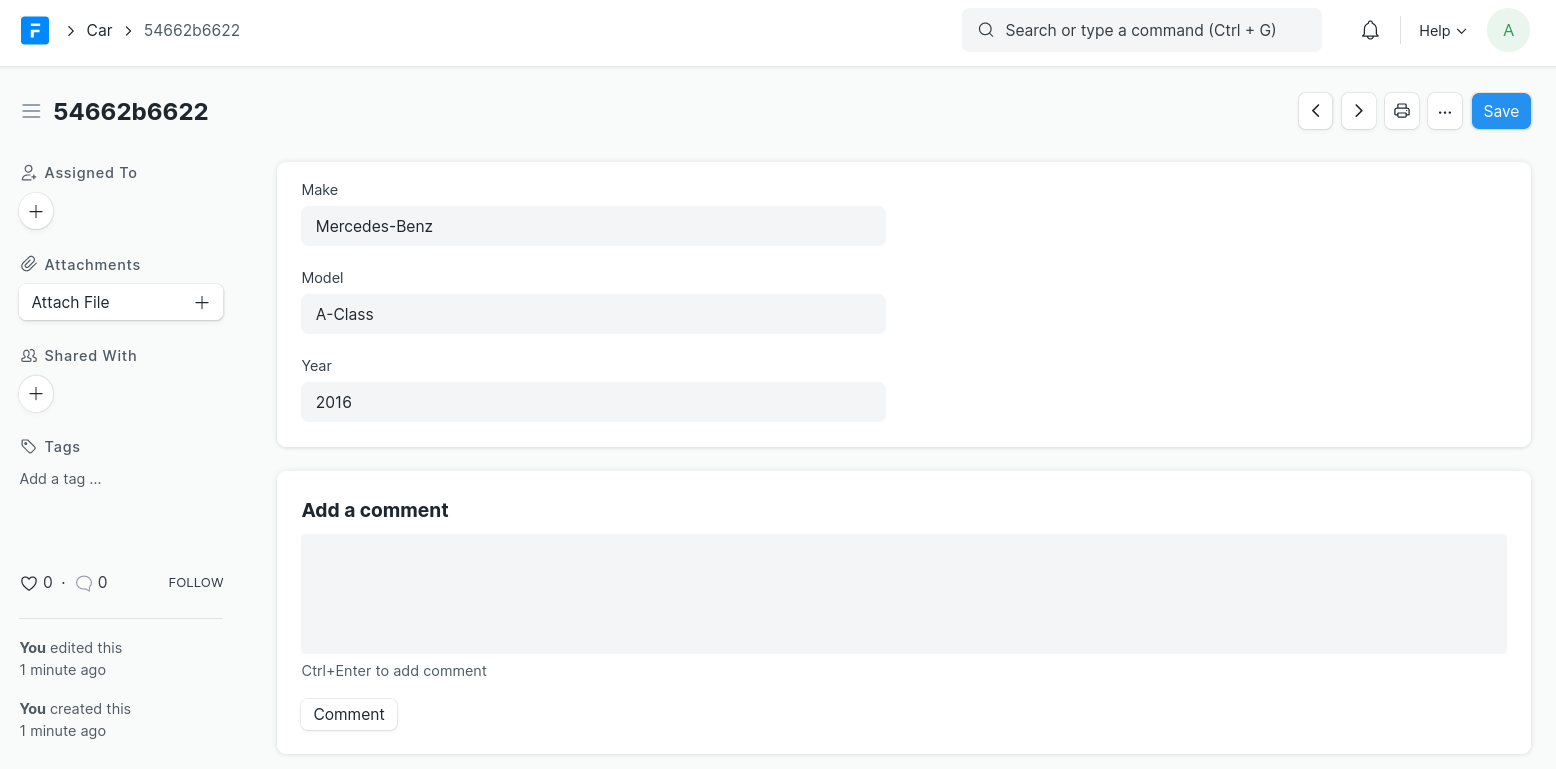 F Car 54662b6622
Search or type a command (Ctrl + G)
Help
A
54662b6622
Save
Assigned To
Attachments
Attach File
Shared With
Tags
Add a tag ...
0 · 0 FOLLOW
You edited this
1 minute ago
You created this
1 minute ago
Make
Mercedes-Benz
Model
A-Class
Year
2016
Add a comment
Ctrl+Enter to add comment
Comment